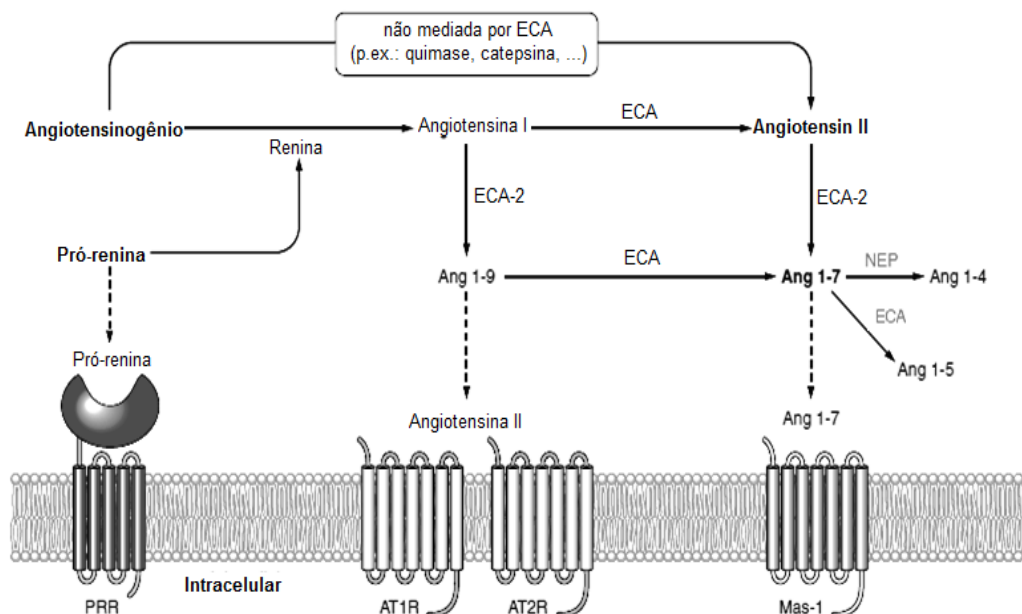 não mediada por ECA
(p.ex.: quimase, catepsina, ...)
Angiotensinogênio
Angiotensina I
ECA
Angiotensin II
Renina
ECA-2
ECA-2
Pró-renina
Ang 1-9
ECA
Ang 1-7
NEP
Ang 1-4
ECA
Ang 1-5
Pró-renina
Angiotensina II
Ang 1-7
Intracelular
PRR
AT1R
AT2R
Mas-1